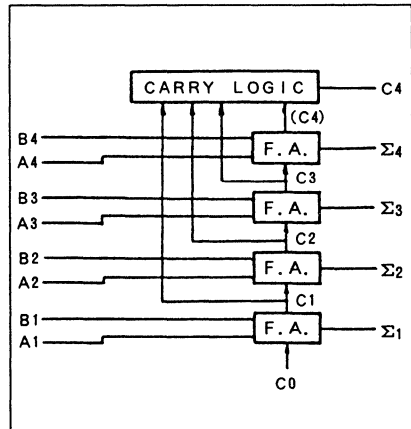 CARRY LOGIC C4
(C4)
B4
A4 F.A. Σ4
C3
B3
A3 F.A. Σ3
C2
B2
A2 F.A. Σ2
C1
B1
A1 F.A. Σ1
C0